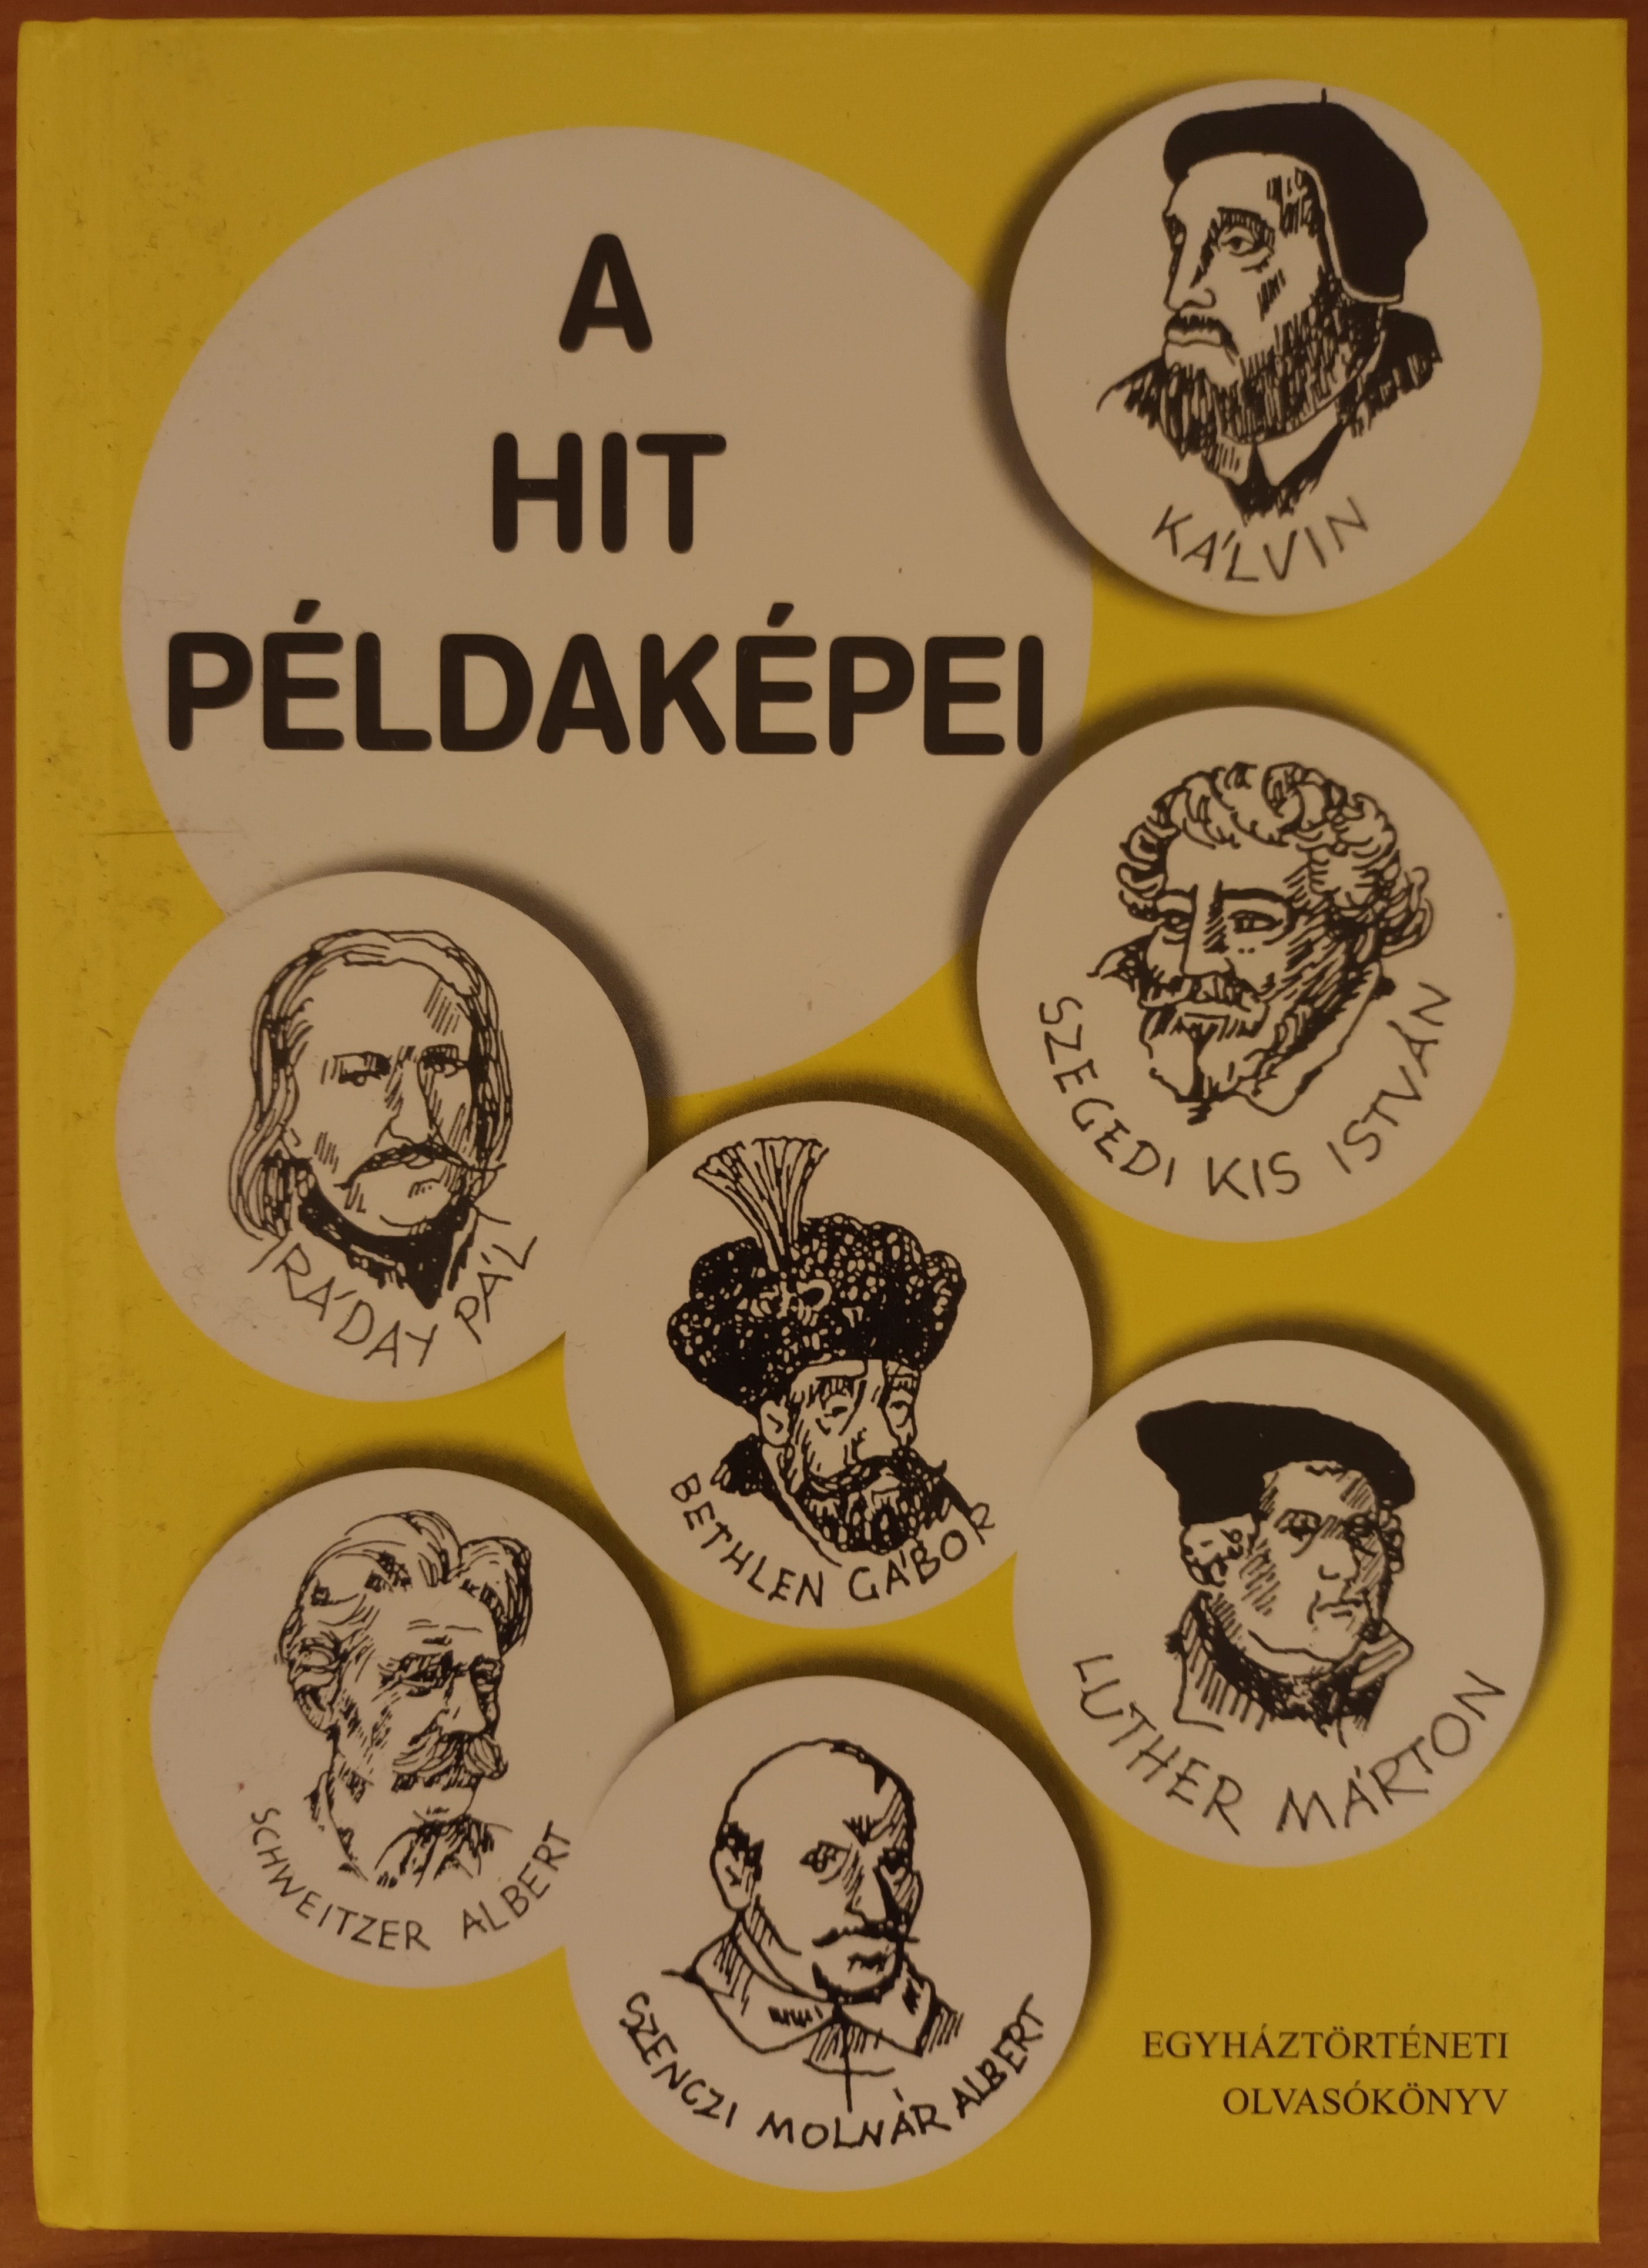 A
HIT
PÉLDAKÉPEI
KÁLVIN
SZEGEDI KIS ISTVÁN
RÁDAY PÁL
BETHLEN GÁBOR
LUTHER MÁRTON
SCHWEITZER ALBERT
SZENCZI MOLNÁR ALBERT
EGYHÁZTÖRTÉNETI
OLVASÓKÖNYV